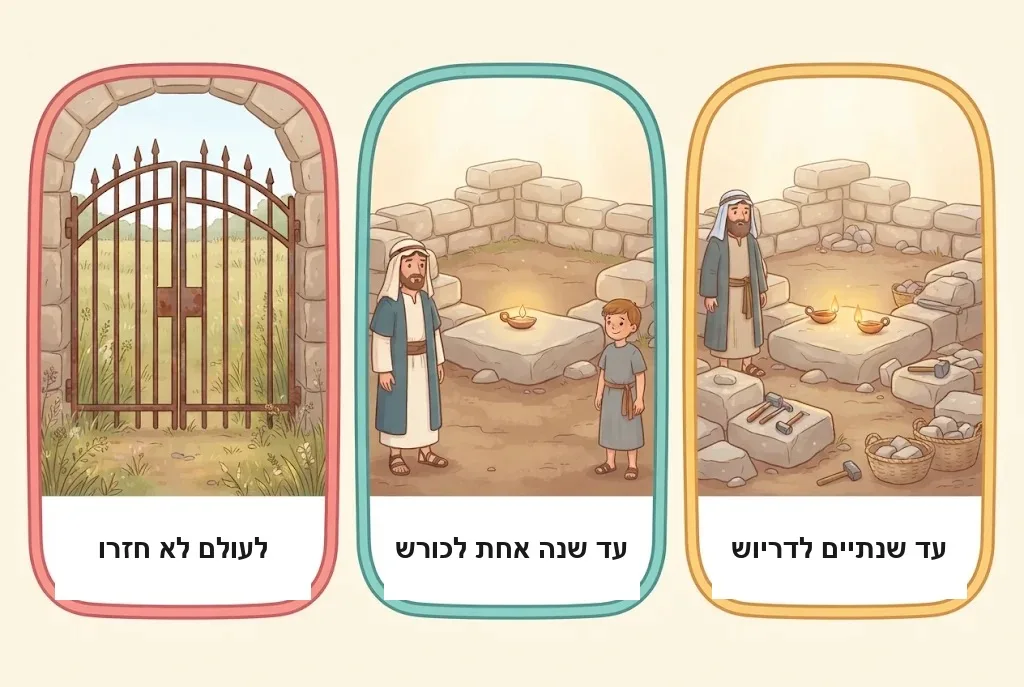 עד שנתיים לדריוש
עד שנה אחת לכורש
לעולם לא חזרו